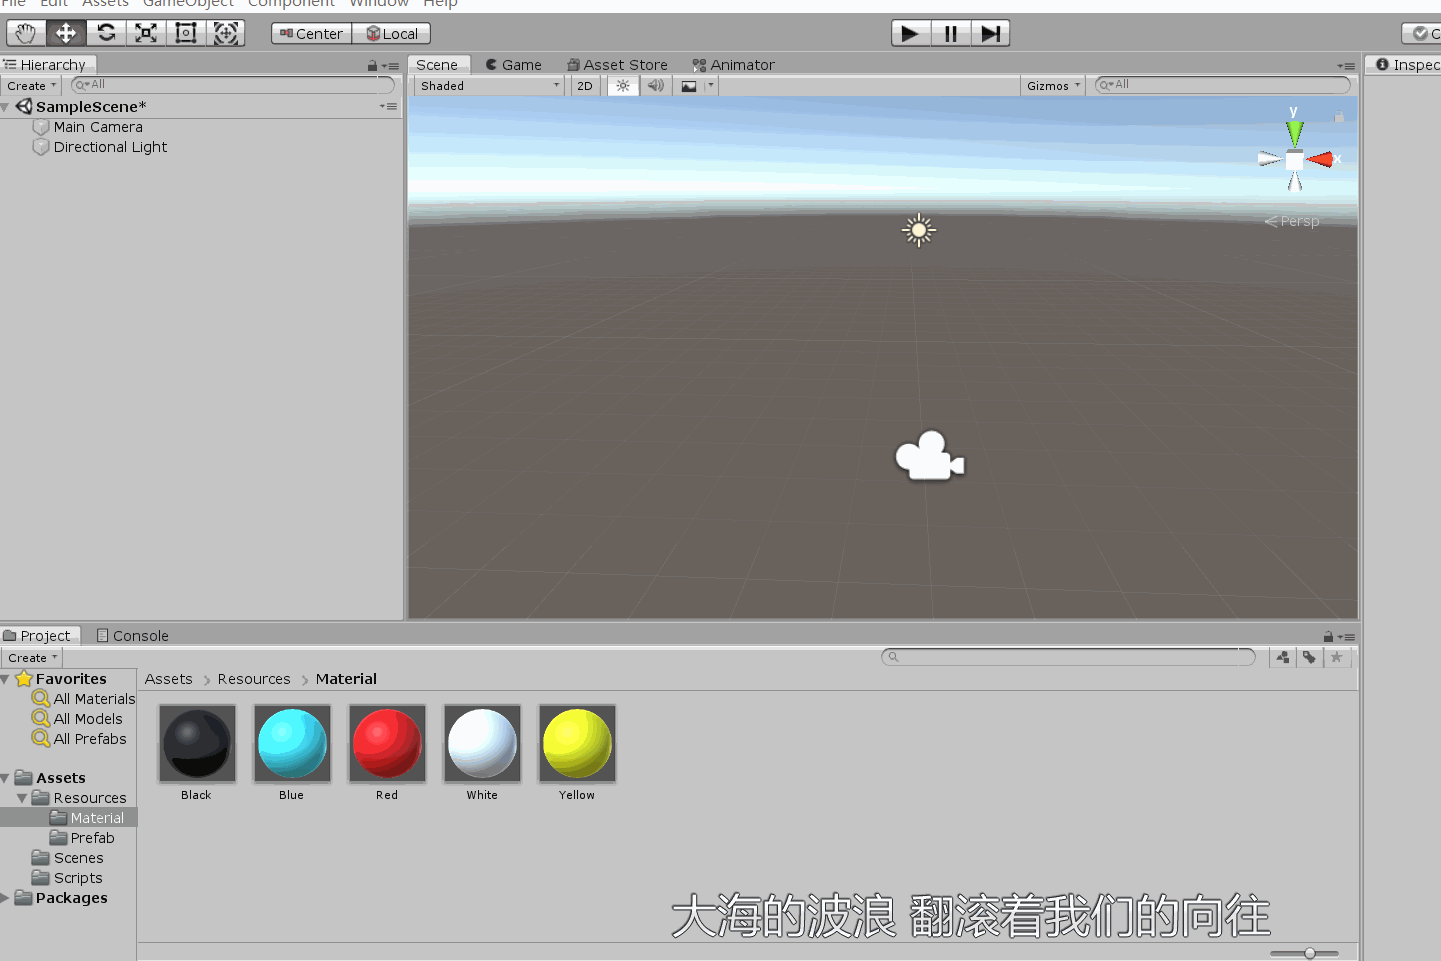 File Edit Assets GameObject Component Window Help
Center Local
Hierarchy
Create All
SampleScene*
Main Camera
Directional Light
Scene Game Asset Store Animator
Shaded 2D Gizmos All
y
x
Persp
C
Inspec
Project Console
Create
Favorites
All Materials
All Models
All Prefabs
Assets
Resources
Material
Prefab
Scenes
Scripts
Packages
Assets Resources Material
Black Blue Red White Yellow
大海的波浪 翻滚着我们的向往